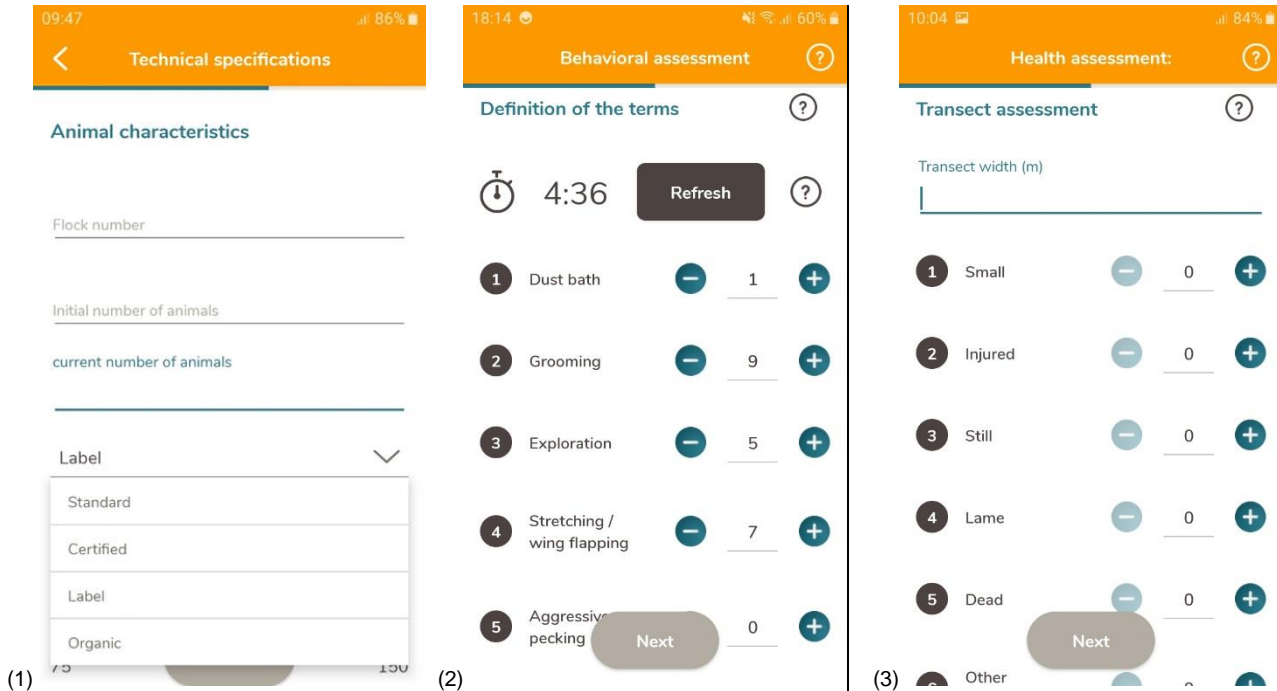 09:47
86%
Technical specifications
Animal characteristics
Flock number
Initial number of animals
current number of animals
Label
Standard
Certified
Label
Organic
75
150
(1)
18:14
60%
Behavioral assessment
?
Definition of the terms
?
4:36
Refresh
?
1 Dust bath − 1 +
2 Grooming − 9 +
3 Exploration − 5 +
4 Stretching /
wing flapping − 7 +
5 Aggressive
pecking 0 +
Next
(2)
10:04
84%
Health assessment:
?
Transect assessment
?
Transect width (m)
1 Small − 0 +
2 Injured − 0 +
3 Still − 0 +
4 Lame − 0 +
5 Dead − 0 +
Next
Other
(3)